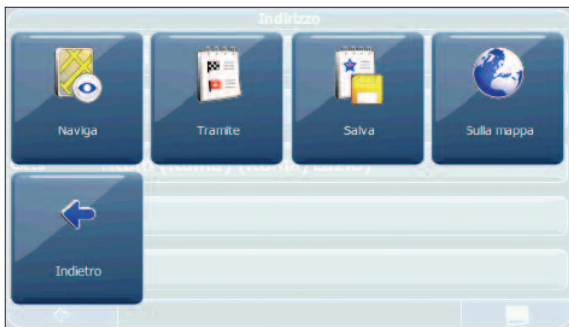 Indirizzo
Naviga
Tramite
Salva
Sulla mappa
Indietro